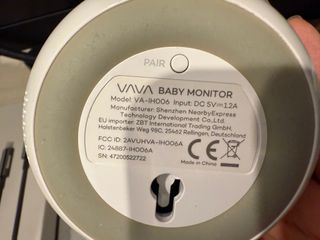 PAIR
VAVA BABY MONITOR
Model: VA-IH006 Input: DC 5V⎓1.2A
Manufacturer: Shenzhen NearbyExpress
Technology Development Co.,Ltd.
EU importer: ZBT International Trading GmbH,
Halstenbeker Weg 98C, 25462 Rellingen, Deutschland
FCC ID: 2AVUHVA-IH006A
IC: 24887-IH006A
SN: 47200522722
CE
Made in China